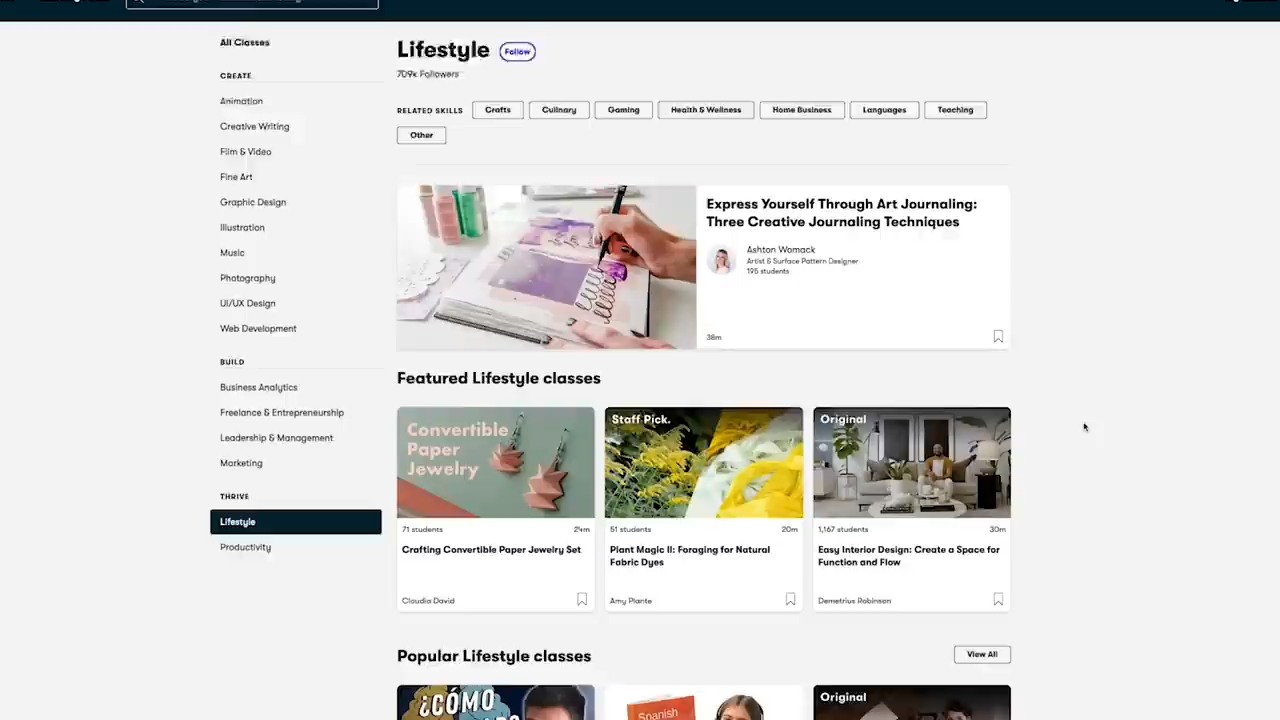 All Classes
CREATE
Animation
Creative Writing
Film & Video
Fine Art
Graphic Design
Illustration
Music
Photography
UI/UX Design
Web Development
BUILD
Business Analytics
Freelance & Entrepreneurship
Leadership & Management
Marketing
THRIVE
Lifestyle
Productivity
Lifestyle Follow
709k Followers
RELATED SKILLS Crafts Culinary Gaming Health & Wellness Home Business Languages Teaching
Other
Express Yourself Through Art Journaling:
Three Creative Journaling Techniques
Ashton Womack
Artist & Surface Pattern Designer
195 students
38m
Featured Lifestyle classes
Convertible
Paper
Jewelry
71 students 24m
Crafting Convertible Paper Jewelry Set
Claudia David
Staff Pick.
51 students 20m
Plant Magic II: Foraging for Natural
Fabric Dyes
Amy Plante
Original
1,167 students 30m
Easy Interior Design: Create a Space for
Function and Flow
Demetrius Robinson
Popular Lifestyle classes View All
¿CÓMO
Spanish
Original